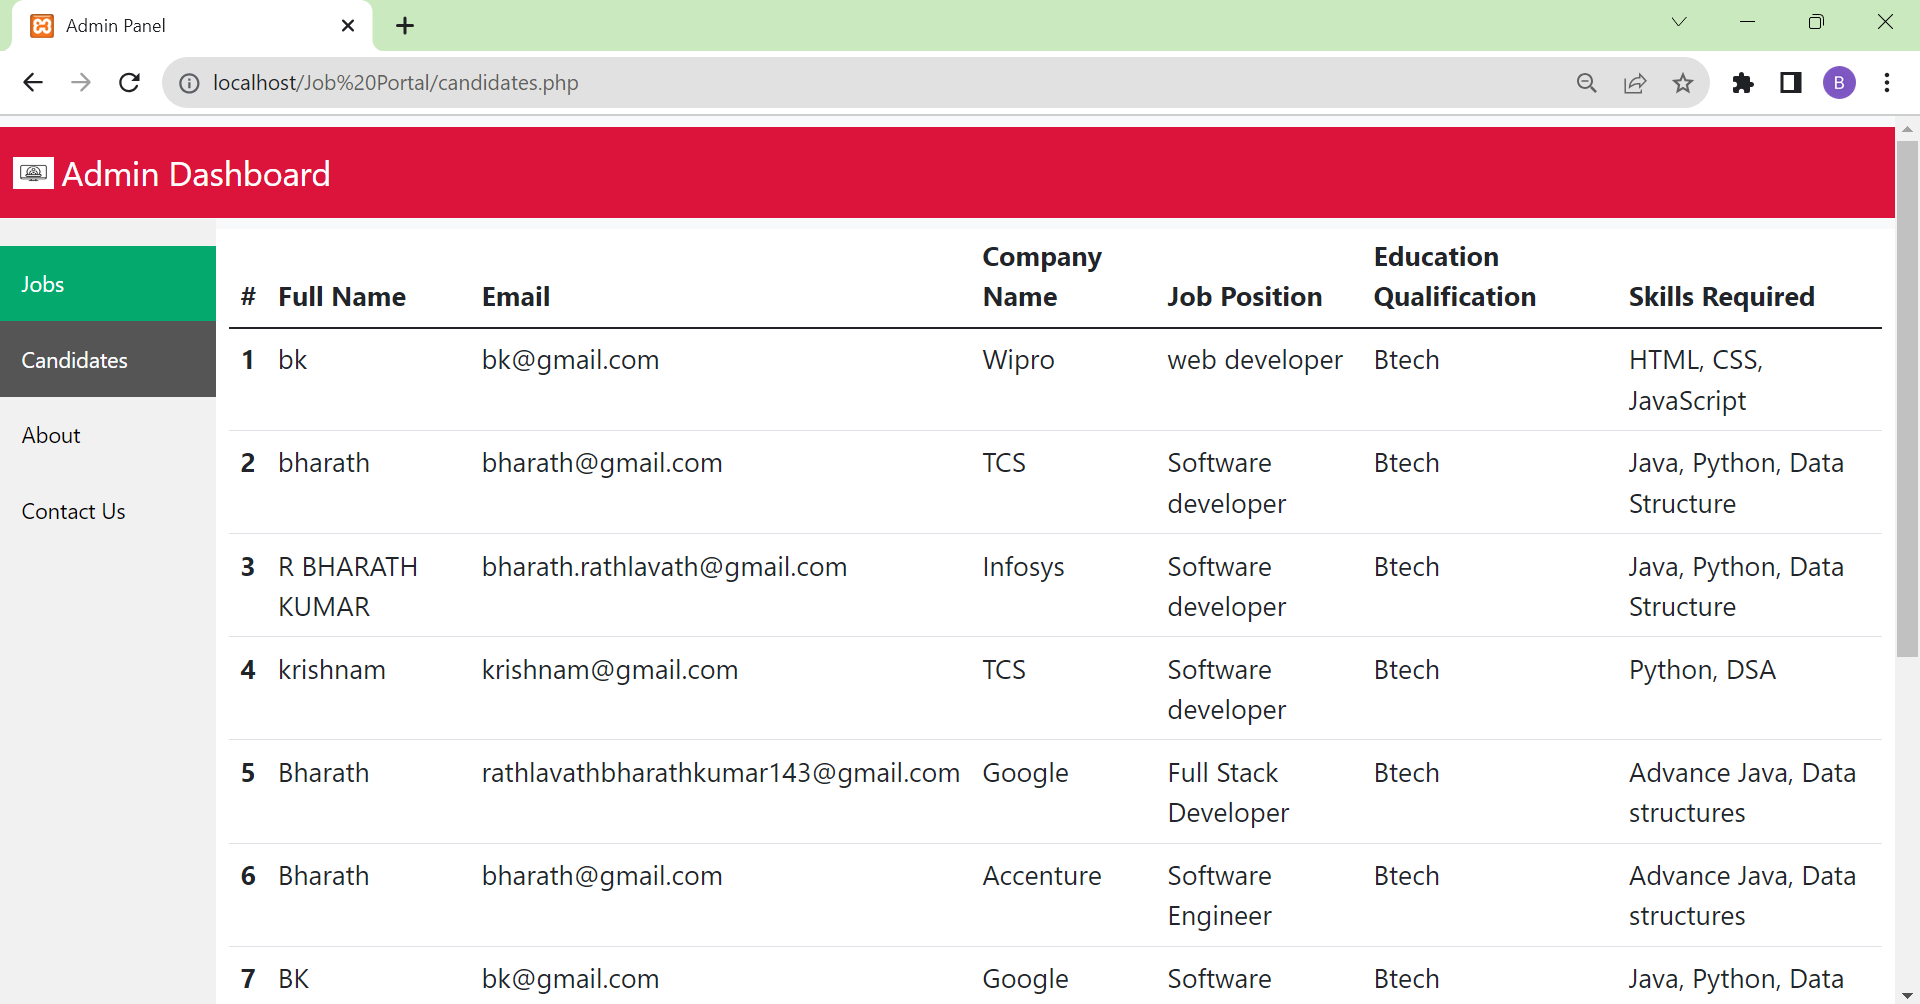 Admin Panel
localhost/Job%20Portal/candidates.php
B
Admin Dashboard
Jobs
Candidates
About
Contact Us
# Full Name Email Company Name Job Position Education Qualification Skills Required
1 bk bk@gmail.com Wipro web developer Btech HTML, CSS,
JavaScript
2 bharath bharath@gmail.com TCS Software Btech Java, Python, Data
developer Structure
3 R BHARATH bharath.rathlavath@gmail.com Infosys Software Btech Java, Python, Data
KUMAR developer Structure
4 krishnam krishnam@gmail.com TCS Software Btech Python, DSA
developer
5 Bharath rathlavathbharathkumar143@gmail.com Google Full Stack Btech Advance Java, Data
Developer structures
6 Bharath bharath@gmail.com Accenture Software Btech Advance Java, Data
Engineer structures
7 BK bk@gmail.com Google Software Btech Java, Python, Data